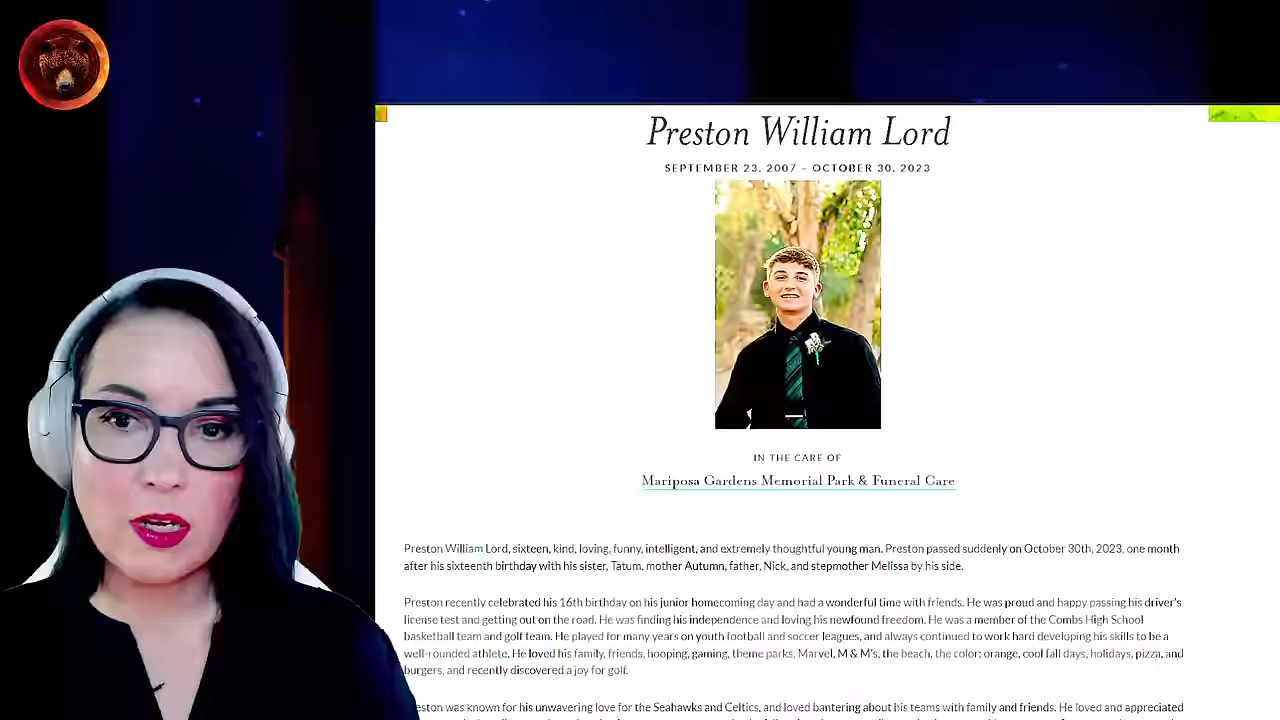 Preston William Lord
SEPTEMBER 23, 2007 - OCTOBER 30, 2023
IN THE CARE OF
Mariposa Gardens Memorial Park & Funeral Care
Preston William Lord, sixteen, kind, loving, funny, intelligent, and extremely thoughtful young man. Preston passed suddenly on October 30th, 2023, one month
after his sixteenth birthday with his sister, Tatum, mother Autumn, father, Nick, and stepmother Melissa by his side.
Preston recently celebrated his 16th birthday on his junior homecoming day and had a wonderful time with friends. He was proud and happy passing his driver's
license test and getting out on the road. He was finding his independence and loving his newfound freedom. He was a member of the Combs High School
basketball team and golf team. He played for many years on youth football and soccer leagues, and always continued to work hard developing his skills to be a
well-rounded athlete. He loved his family, friends, hooping, gaming, theme parks, Marvel, M & M's, the beach, the color: orange, cool fall days, holidays, pizza, and
burgers, and recently discovered a joy for golf.
was known for his unwavering love for the Seahawks and Celtics, and loved bantering about his teams with family and friends. He loved and appreciated